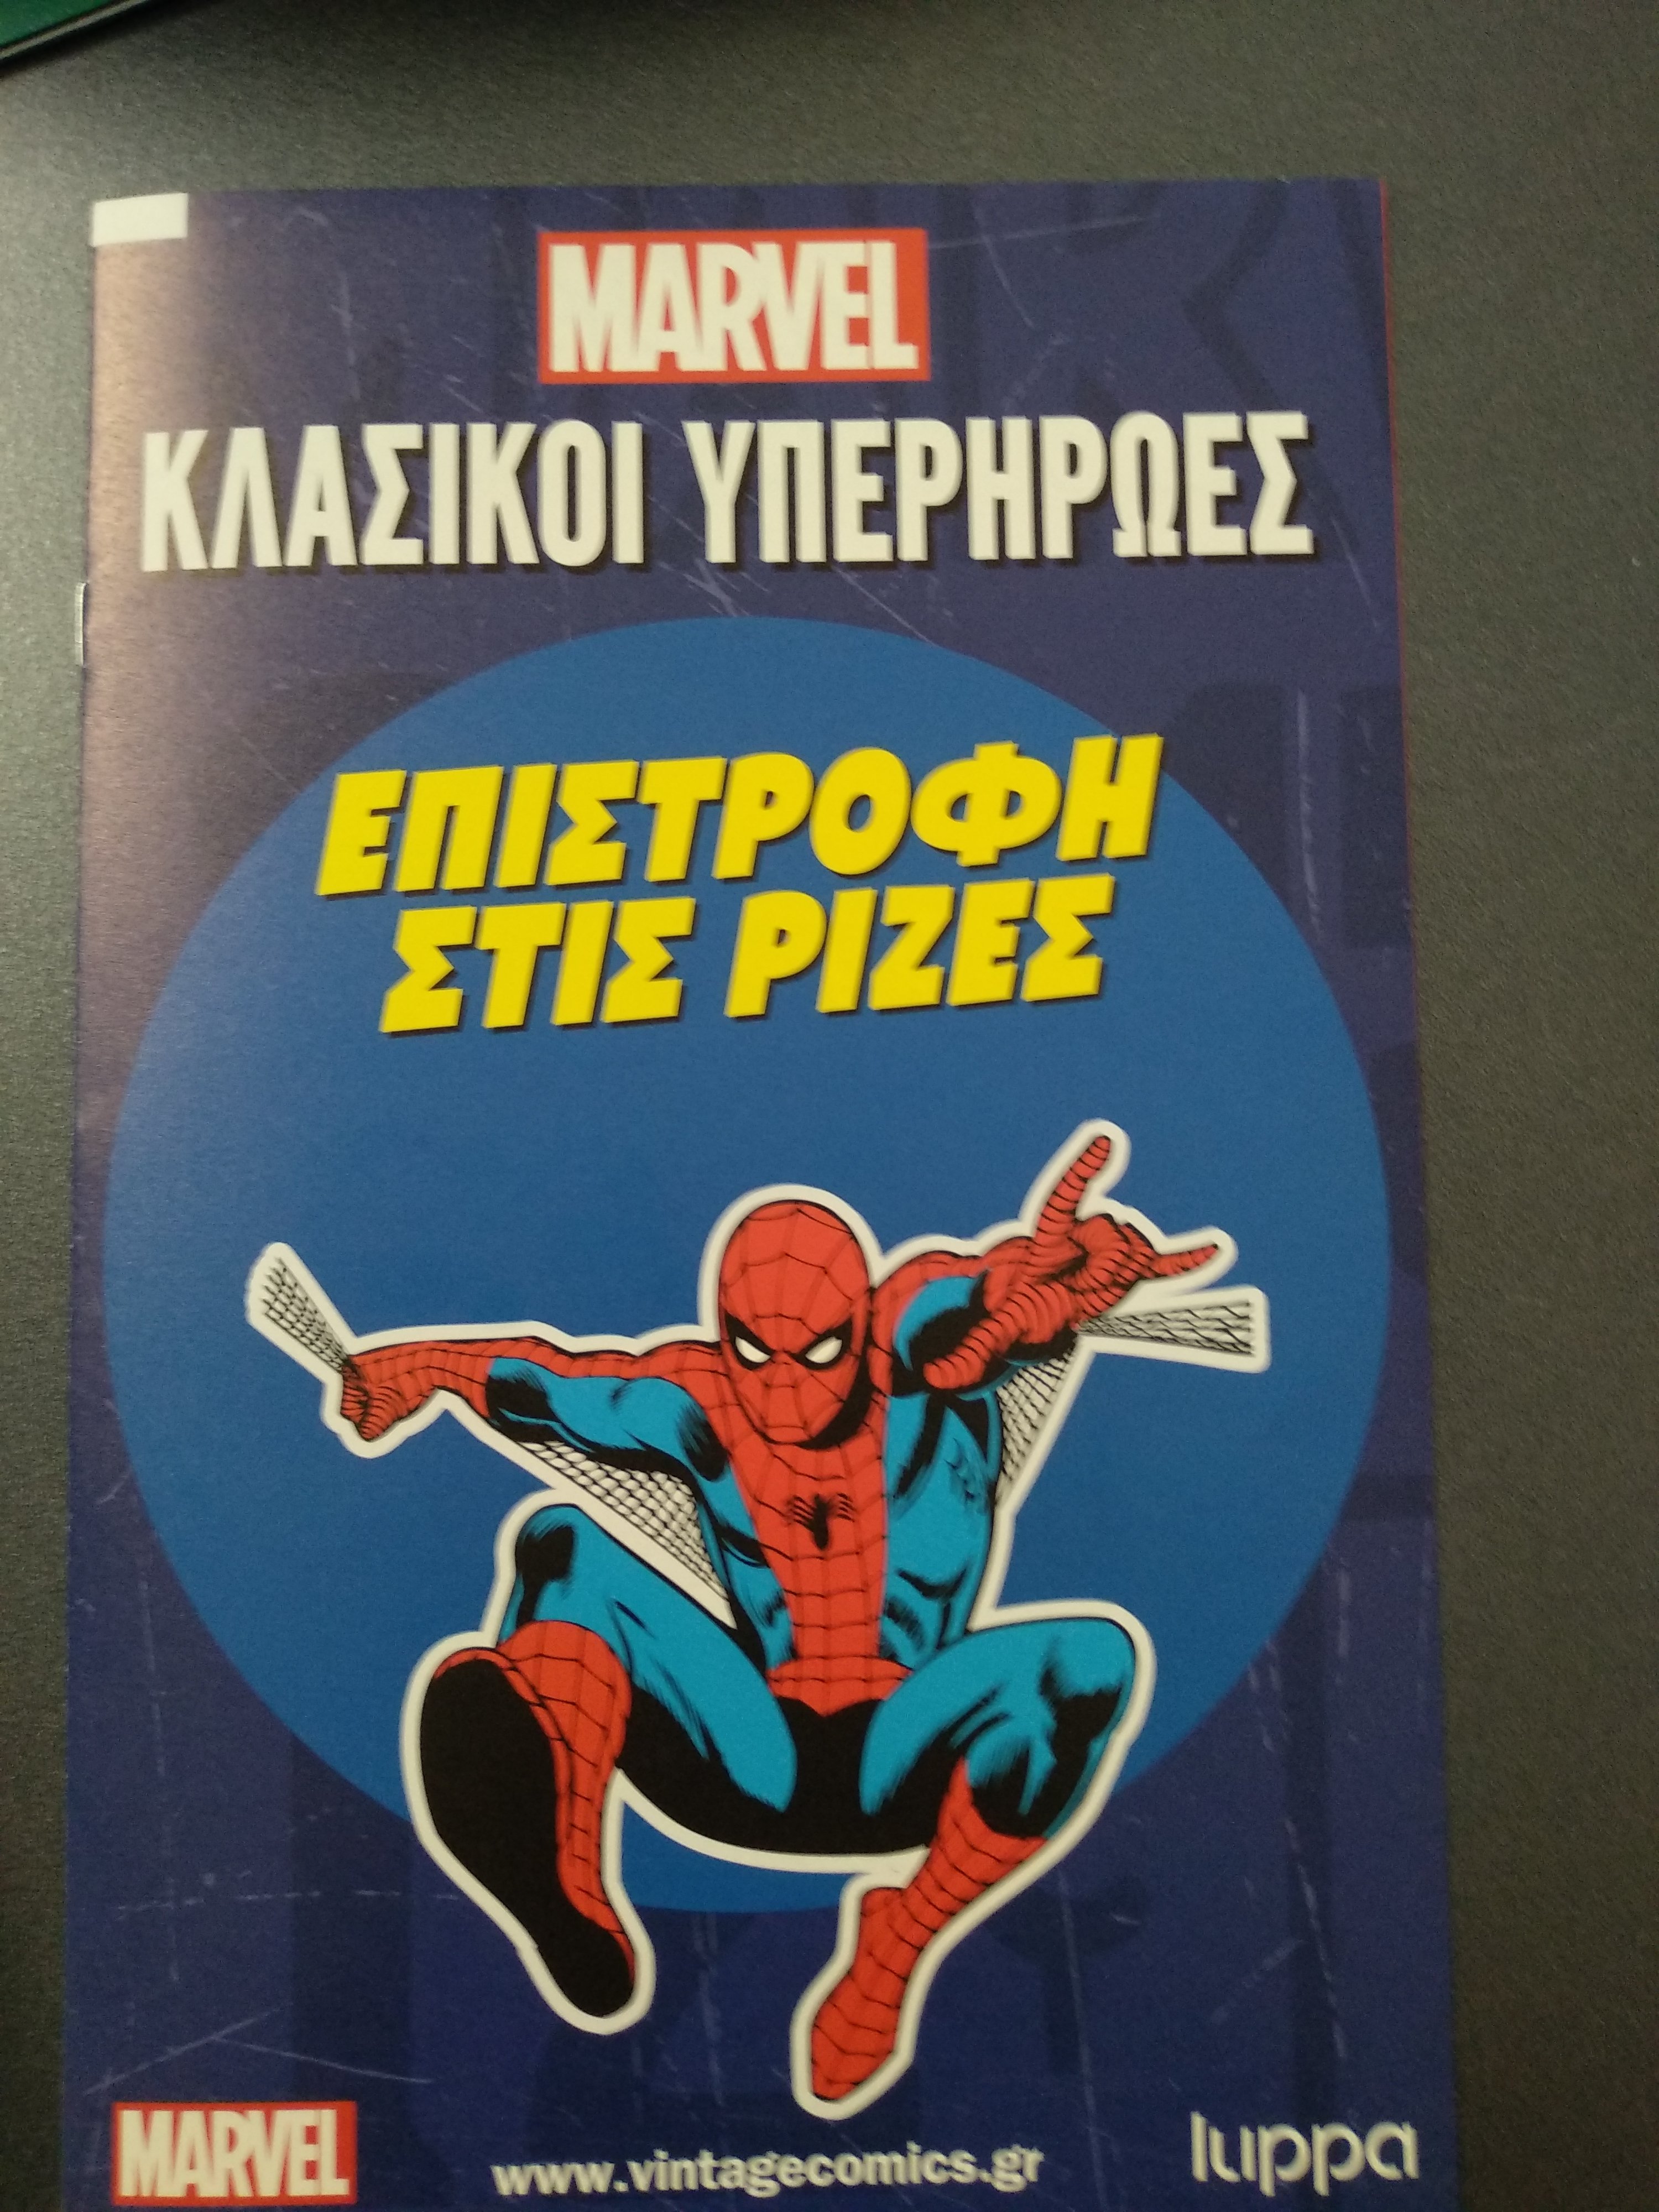 MARVEL
ΚΛΑΣΙΚΟΙ ΥΠΕΡΗΡΩΕΣ
ΕΠΙΣΤΡΟΦΗ
ΣΤΙΣ ΡΙΖΕΣ
MARVEL
www.vintagecomics.gr
luppa